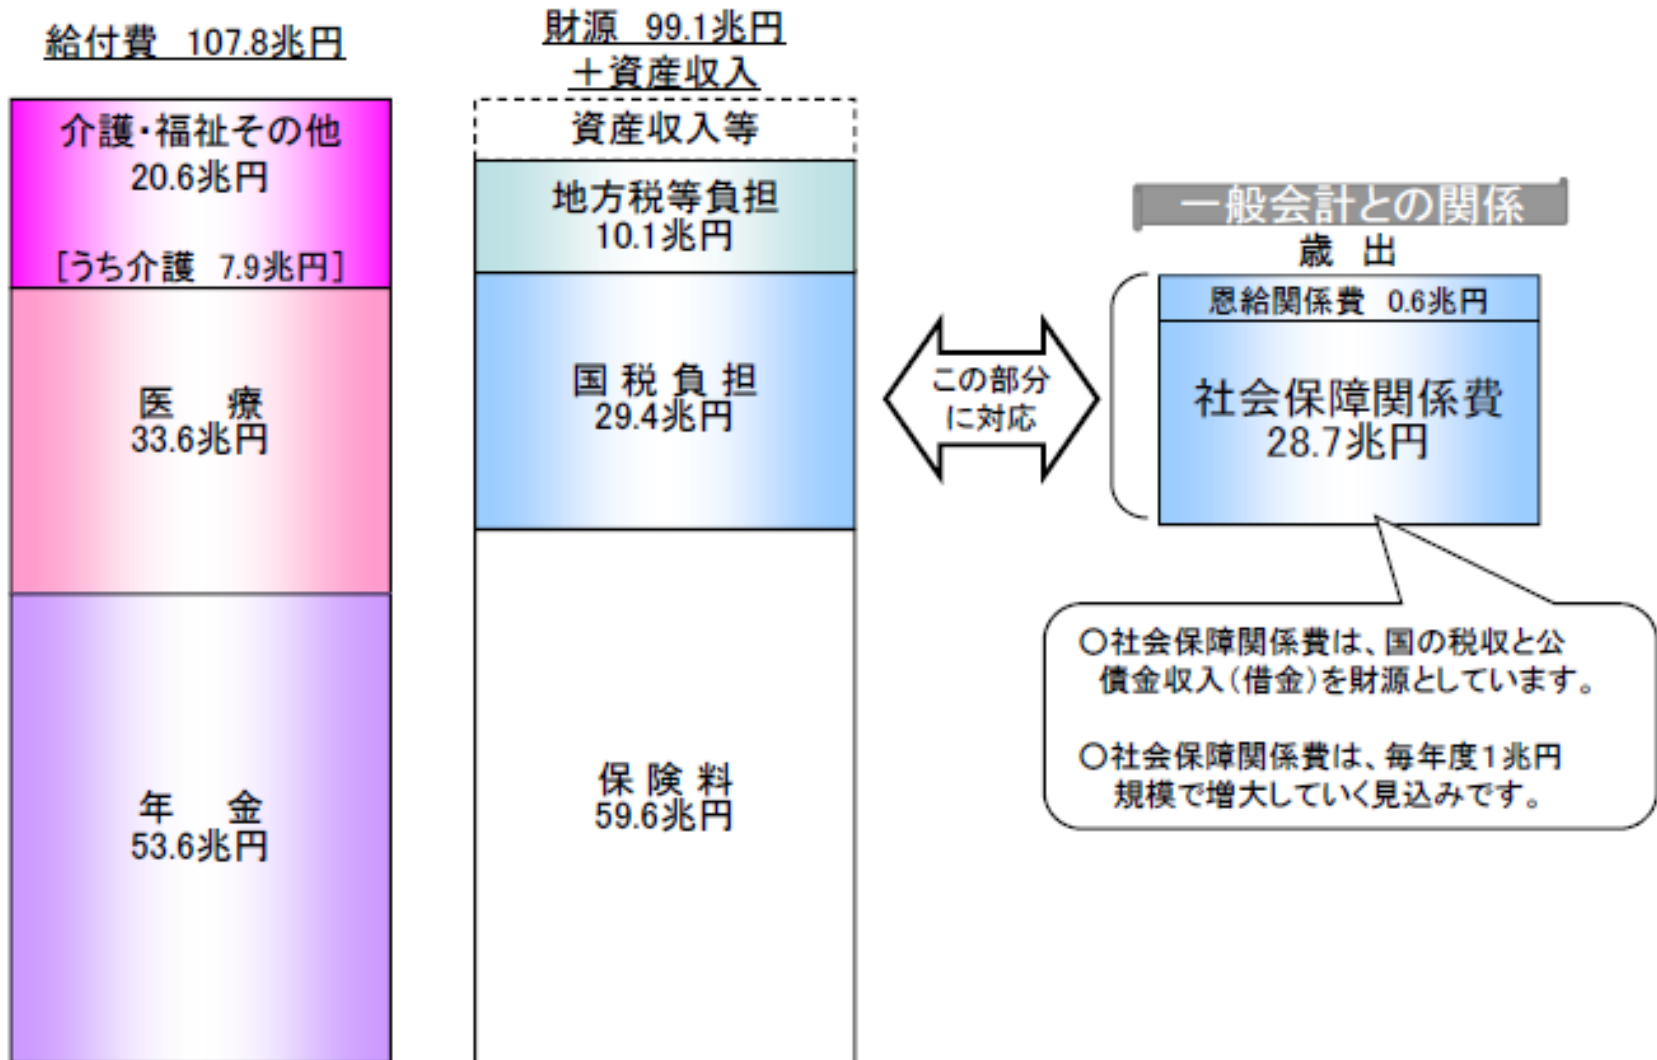 給付費 107.8兆円
介護・福祉その他
20.6兆円
[うち介護 7.9兆円]
医 療
33.6兆円
年 金
53.6兆円
財源 99.1兆円
＋資産収入
資産収入等
地方税等負担
10.1兆円
国 税 負 担
29.4兆円
保 険 料
59.6兆円
この部分
に対応
一般会計との関係
歳 出
恩給関係費 0.6兆円
社会保障関係費
28.7兆円
○社会保障関係費は、国の税収と公
債金収入（借金）を財源としています。
○社会保障関係費は、毎年度１兆円
規模で増大していく見込みです。